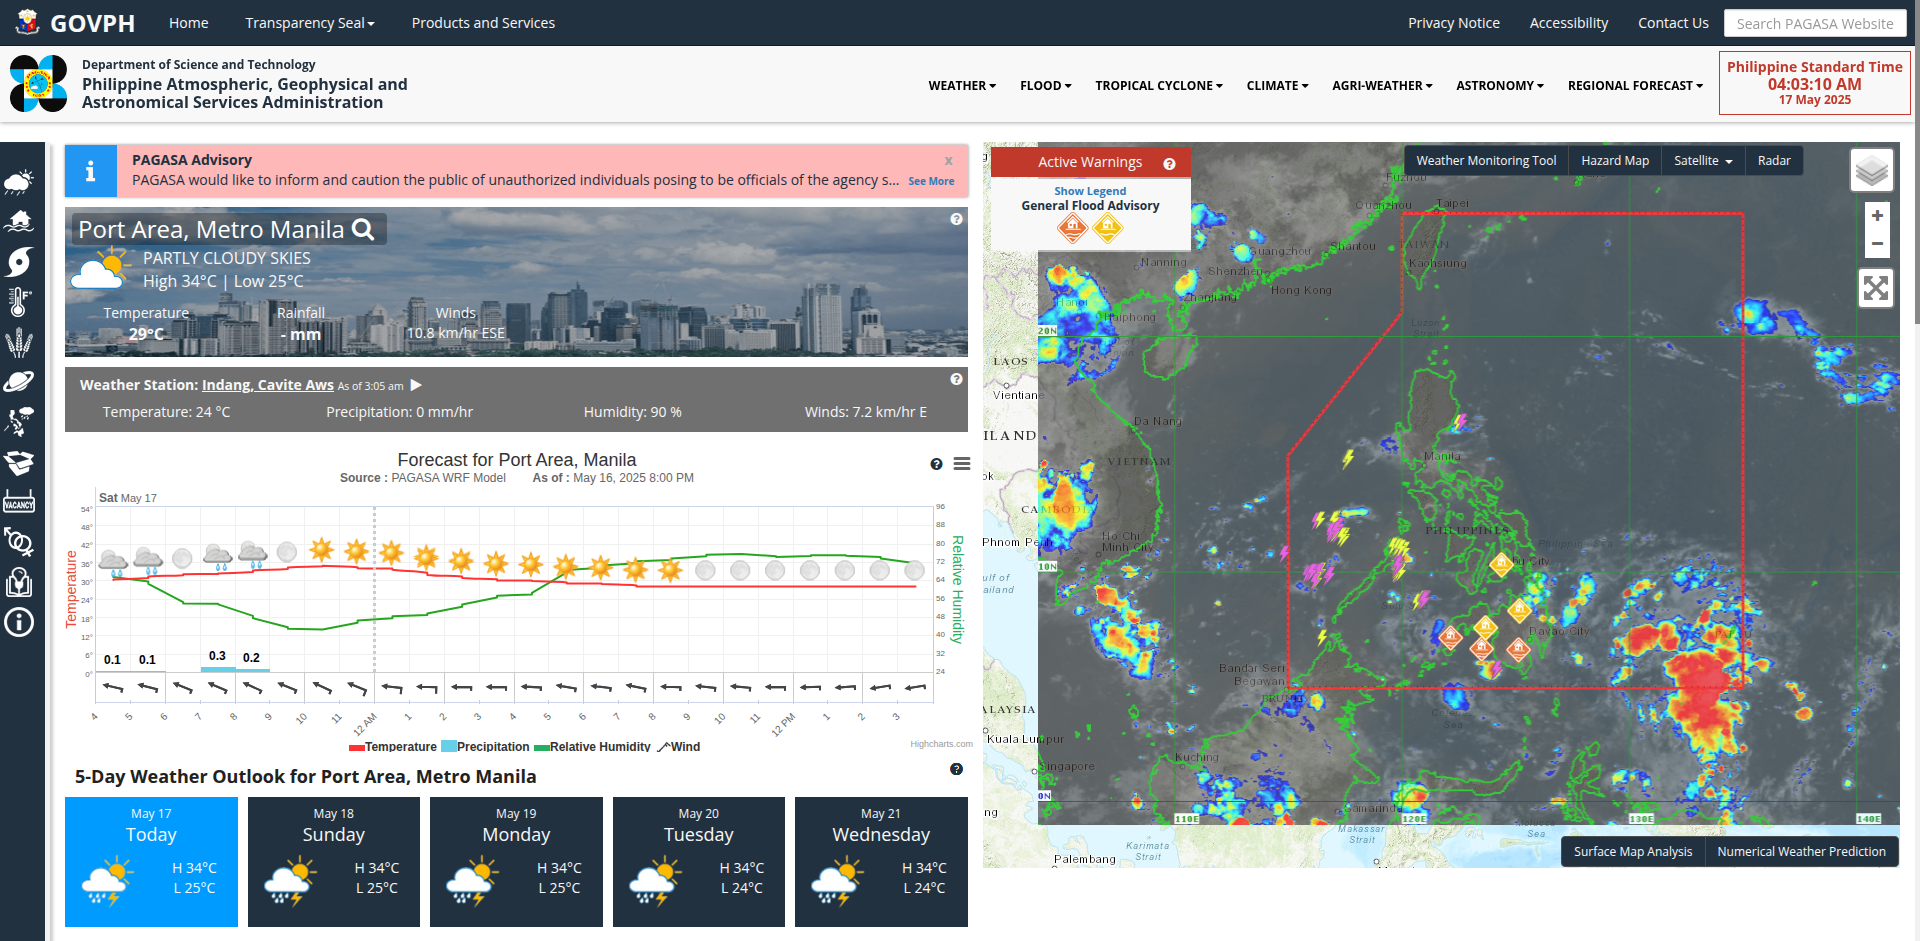 GOVPH
Home
Transparency Seal
Products and Services
Privacy Notice
Accessibility
Contact Us
Search PAGASA Website
Department of Science and Technology
Philippine Atmospheric, Geophysical and
Astronomical Services Administration
WEATHER
FLOOD
TROPICAL CYCLONE
CLIMATE
AGRI-WEATHER
ASTRONOMY
REGIONAL FORECAST
Philippine Standard Time
04:03:10 AM
17 May 2025
PAGASA Advisory
x
PAGASA would like to inform and caution the public of unauthorized individuals posing to be officials of the agency s...
See More
Port Area, Metro Manila
PARTLY CLOUDY SKIES
High 34°C | Low 25°C
Temperature
Rainfall
Winds
29°C
- mm
10.8 km/hr ESE
Weather Station: Indang, Cavite Aws As of 3:05 am
Temperature: 24 °C
Precipitation: 0 mm/hr
Humidity: 90 %
Winds: 7.2 km/hr E
Forecast for Port Area, Manila
Source : PAGASA WRF Model
As of : May 16, 2025 8:00 PM
Sat May 17
54°
48°
42°
36°
30°
24°
18°
12°
6°
0°
Temperature
96
88
80
72
64
56
48
40
32
24
Relative Humidity
0.1
0.1
0.3
0.2
4
5
6
7
8
9
10
11
12 AM
1
2
3
4
5
6
7
8
9
10
11
12 PM
1
2
3
Temperature
Precipitation
Relative Humidity
Wind
Highcharts.com
5-Day Weather Outlook for Port Area, Metro Manila
May 17
Today
H 34°C
L 25°C
May 18
Sunday
H 34°C
L 25°C
May 19
Monday
H 34°C
L 25°C
May 20
Tuesday
H 34°C
L 24°C
May 21
Wednesday
H 34°C
L 24°C
VACANCY
Active Warnings
Show Legend
General Flood Advisory
Weather Monitoring Tool
Hazard Map
Satellite
Radar
+
−
Fuzhou
Quanzhou
Taipei
Shantou
TAIWAN
Kaohsiung
Guangzhou
Nanning
Shenzhen
Zhanjiang
Hong Kong
Hanoi
Haiphong
20N
Luzon
Strait
LAOS
Vientiane
Da Nang
ILAND
VIETNAM
Manila
CAMBODIA
PHILIPPINES
Philippine Sea
Phnom Penh
Ho Chi
Minh City
10N
bu City
ulf of
ailand
Davao City
PALAU
Bandar Seri
Begawan
BRUNEI
Celebes
Sea
ALAYSIA
Kuala Lumpur
Kuching
Singapore
0N
Samarinda
110E
120E
130E
140E
ng
Palembang
Karimata
Strait
Makassar
Strait
Molucca
Sea
Surface Map Analysis
Numerical Weather Prediction